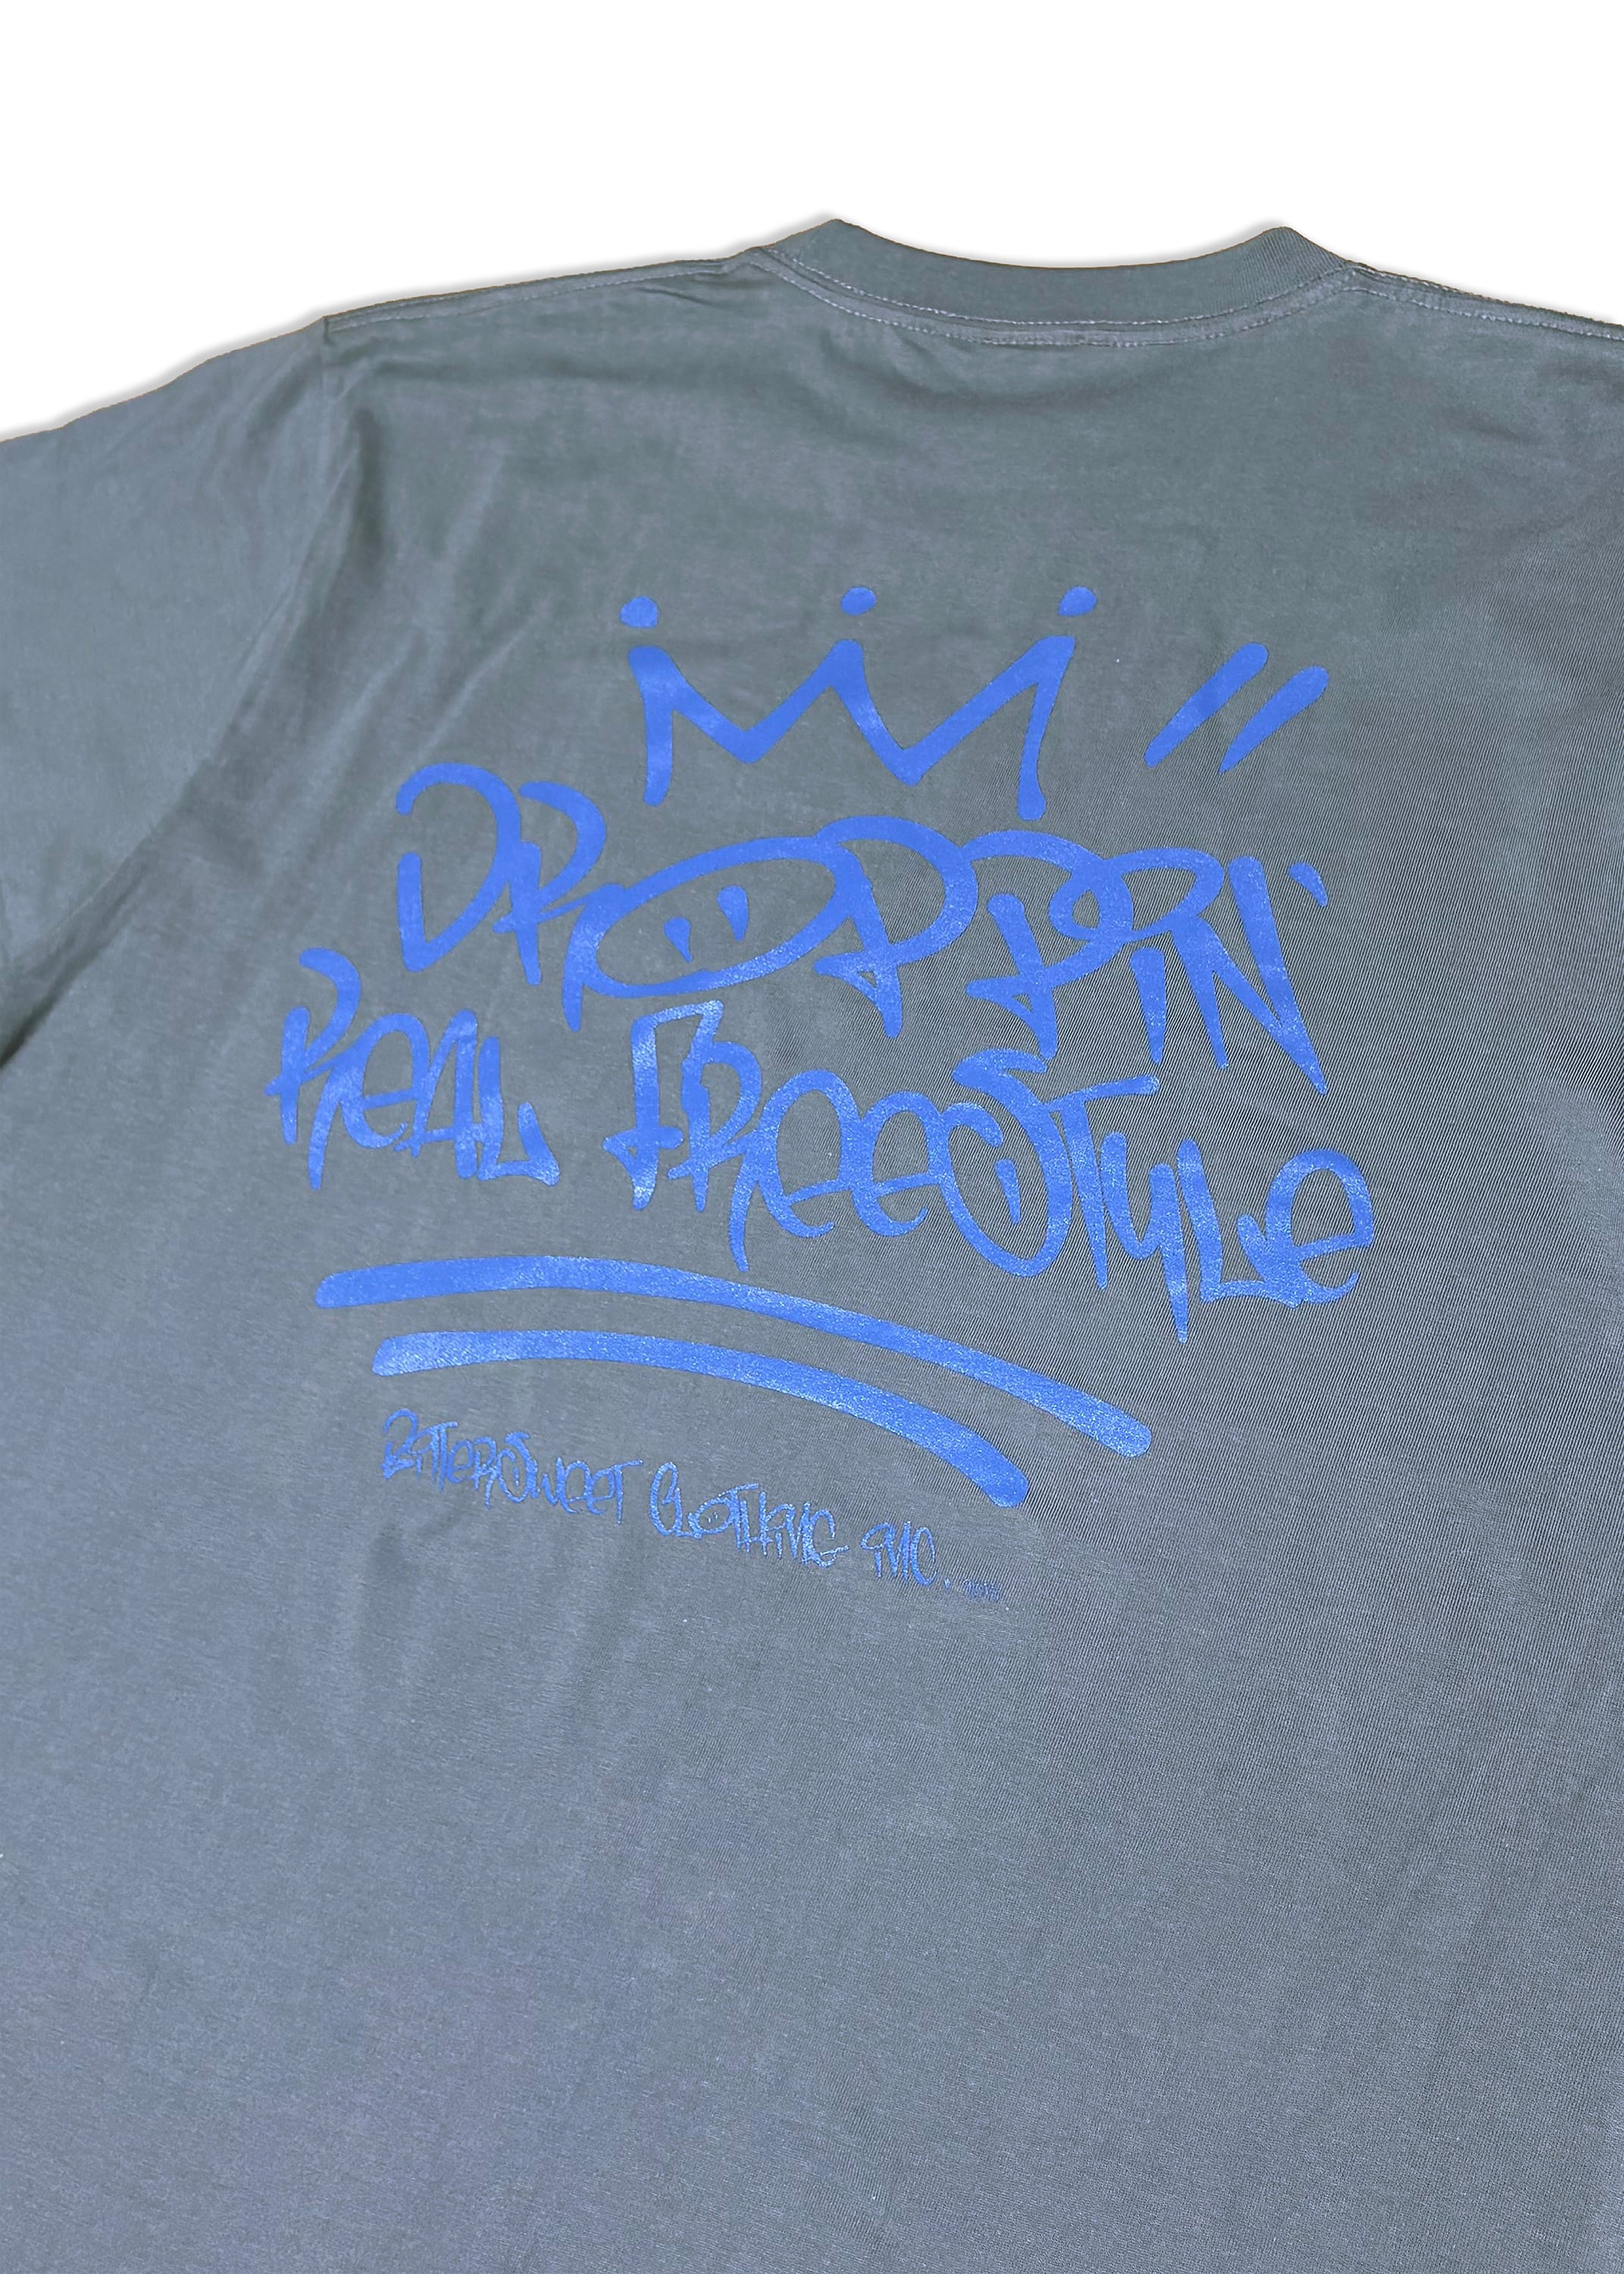 DROPPIN'
ReAL FReeSTyLe
BiTTeRSweeT CLOTHiNG iNC.